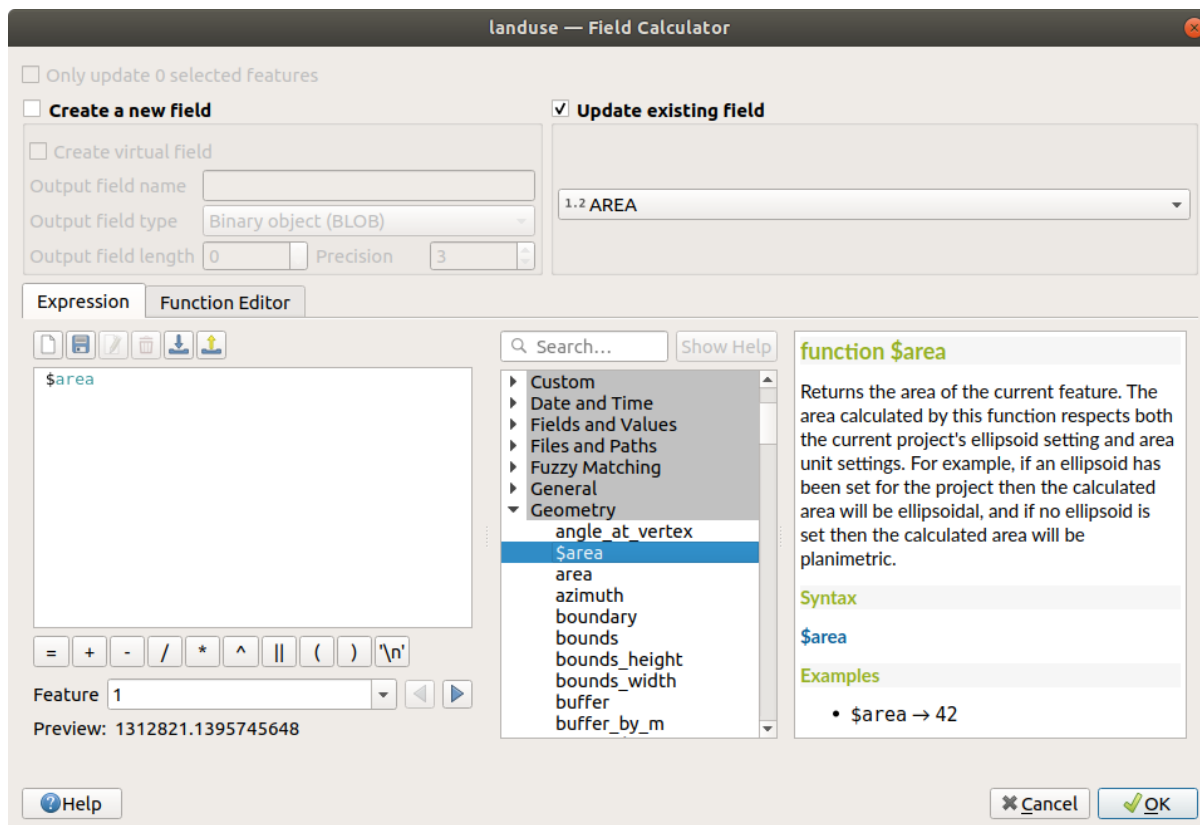 landuse — Field Calculator
Only update 0 selected features
Create a new field
Update existing field
Create virtual field
Output field name
Output field type Binary object (BLOB)
Output field length 0 Precision 3
1.2 AREA
Expression Function Editor
$area
= + - / * ^ || ( ) '\n'
Feature 1
Preview: 1312821.1395745648
Search... Show Help
Custom
Date and Time
Fields and Values
Files and Paths
Fuzzy Matching
General
Geometry
angle_at_vertex
$area
area
azimuth
boundary
bounds
bounds_height
bounds_width
buffer
buffer_by_m
function $area
Returns the area of the current feature. The
area calculated by this function respects both
the current project's ellipsoid setting and area
unit settings. For example, if an ellipsoid has
been set for the project then the calculated
area will be ellipsoidal, and if no ellipsoid is
set then the calculated area will be
planimetric.
Syntax
$area
Examples
• $area → 42
Help
Cancel OK